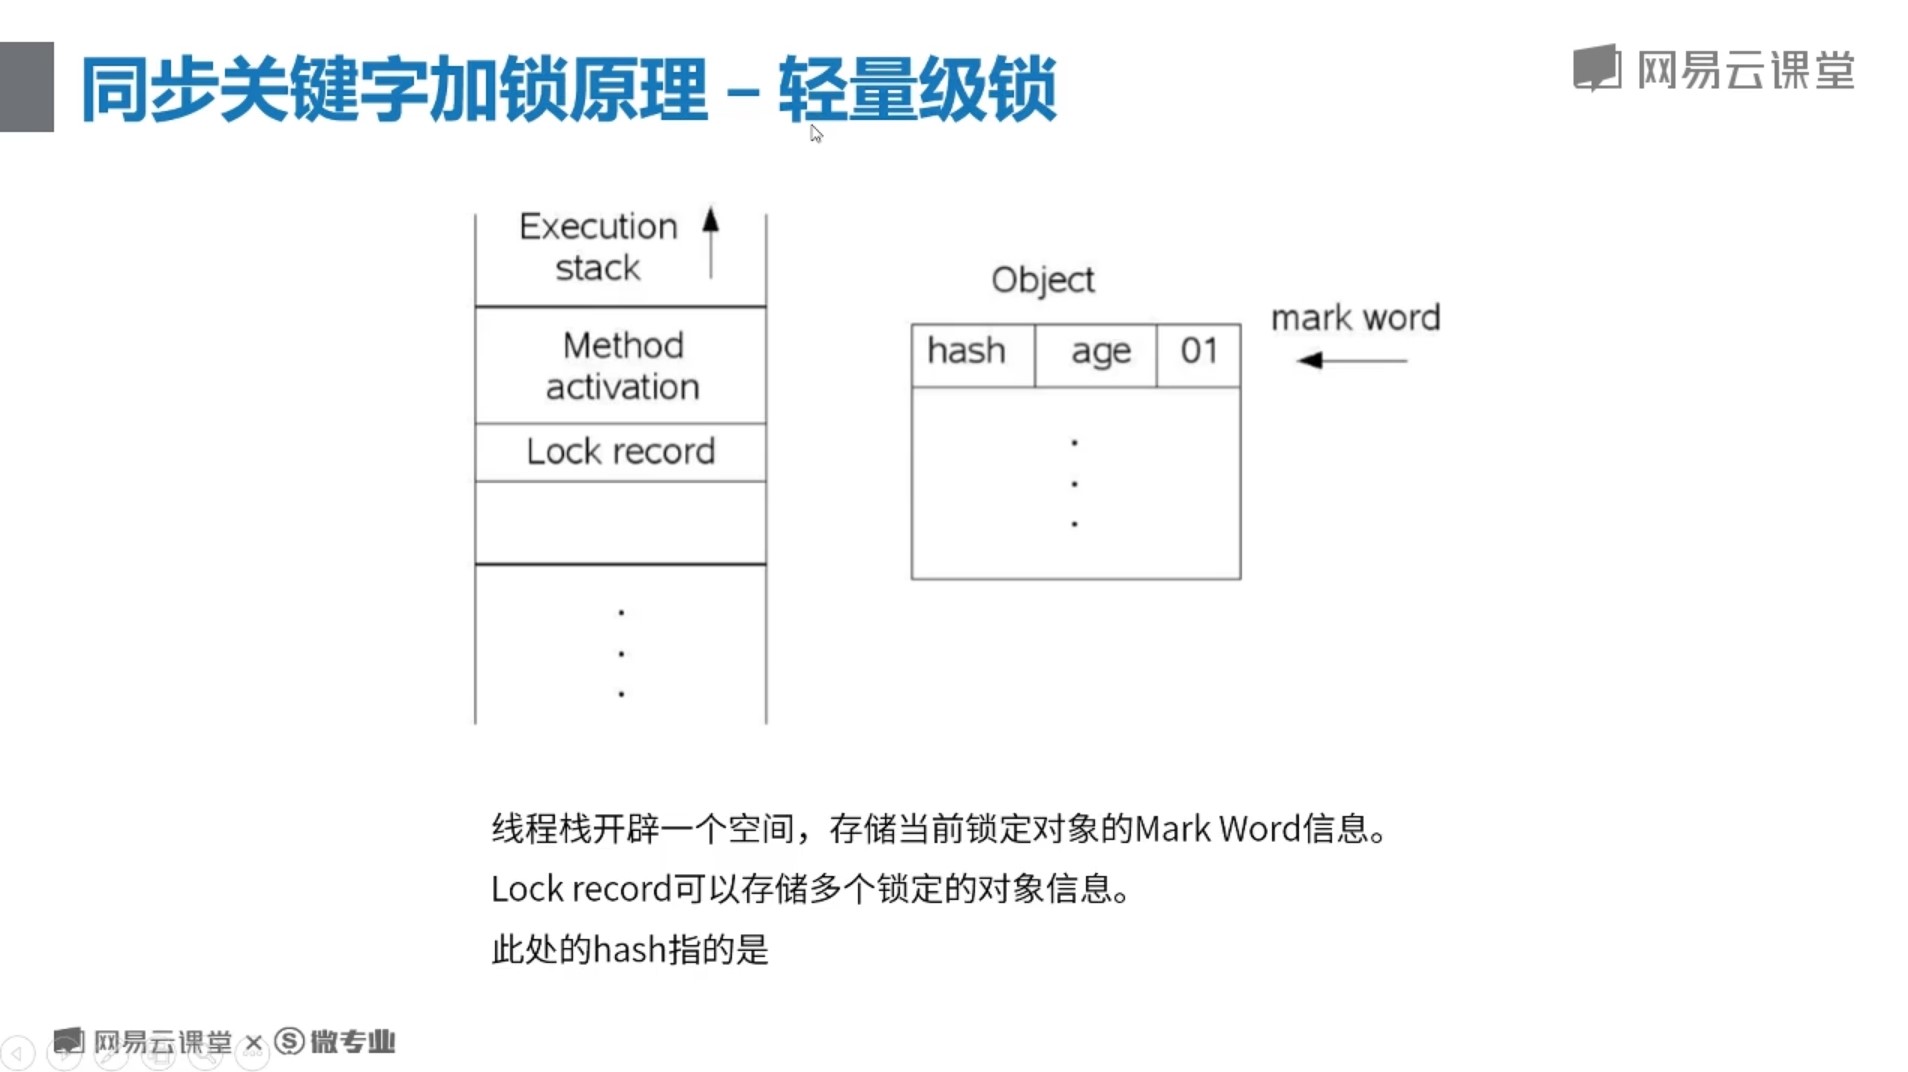 同步关键字加锁原理 – 轻量级锁
网易云课堂
Execution
stack
Method
activation
Lock record
Object
mark word
hash age 01
线程栈开辟一个空间，存储当前锁定对象的Mark Word信息。
Lock record可以存储多个锁定的对象信息。
此处的hash指的是
网易云课堂 × 微专业